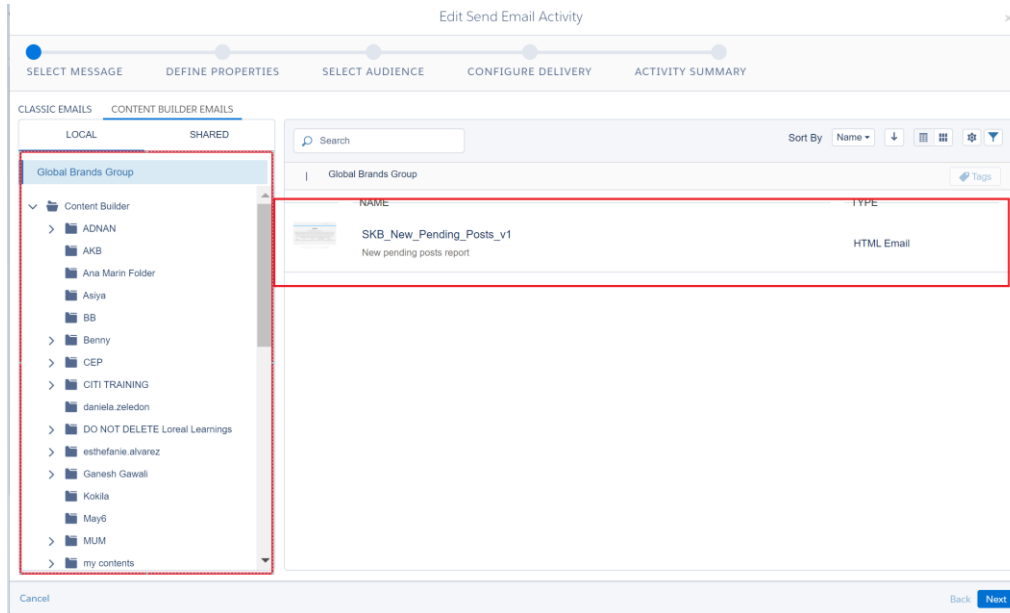 Edit Send Email Activity
SELECT MESSAGE
DEFINE PROPERTIES
SELECT AUDIENCE
CONFIGURE DELIVERY
ACTIVITY SUMMARY
CLASSIC EMAILS
CONTENT BUILDER EMAILS
LOCAL
SHARED
Global Brands Group
Content Builder
ADNAN
AKB
Ana Marin Folder
Asiya
BB
Benny
CEP
CITI TRAINING
daniela.zeledon
DO NOT DELETE Loreal Learnings
esthefanie.alvarez
Ganesh Gawali
Kokila
May6
MUM
my contents
Search
Sort By
Name
Global Brands Group
Tags
NAME
TYPE
SKB_New_Pending_Posts_v1
HTML Email
New pending posts report
Cancel
Back
Next